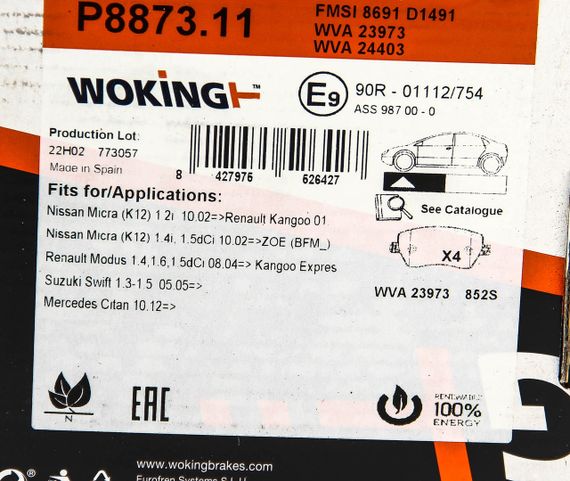 P8873.11
FMSI 8691 D1491
WVA 23973
WVA 24403
WOKING™
E9
90R - 01112/754
ASS 987 00 - 0
Production Lot:
22H02 773057
Made in Spain
8 427976 626427
Fits for/Applications:
See Catalogue
Nissan Micra (K12) 1.2i 10.02=>Renault Kangoo 01
Nissan Micra (K12) 1.4i, 1.5dCi 10.02=>ZOE (BFM_)
Renault Modus 1.4,1.6,1.5dCi 08.04=> Kangoo Expres
Suzuki Swift 1.3-1.5 05.05=>
Mercedes Citan 10.12=>
X4
WVA 23973 852S
N
EAC
RENEWABLE
100%
ENERGY
www.wokingbrakes.com
Eurofren Systems S.L.U.